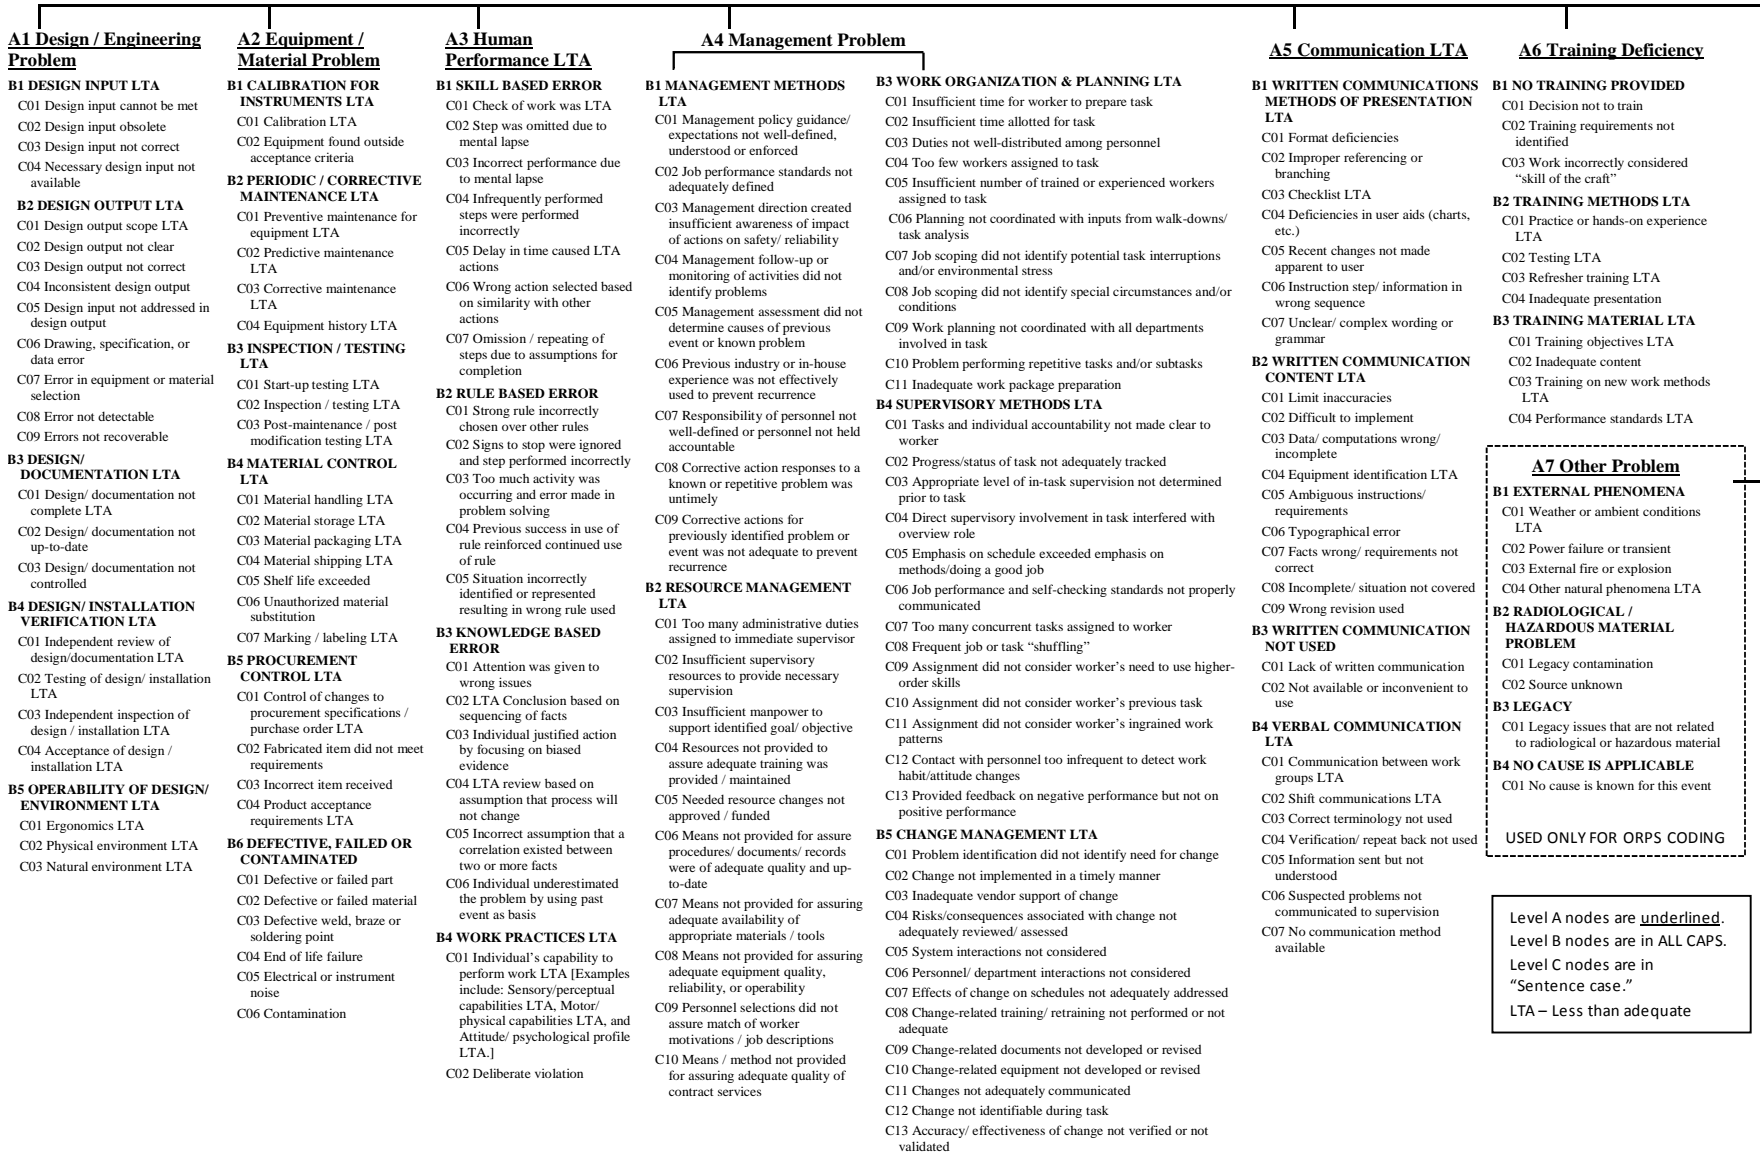 A1 Design / Engineering
Problem
B1 DESIGN INPUT LTA
C01 Design input cannot be met
C02 Design input obsolete
C03 Design input not correct
C04 Necessary design input not
available
B2 DESIGN OUTPUT LTA
C01 Design output scope LTA
C02 Design output not clear
C03 Design output not correct
C04 Inconsistent design output
C05 Design input not addressed in
design output
C06 Drawing, specification, or
data error
C07 Error in equipment or material
selection
C08 Error not detectable
C09 Errors not recoverable
B3 DESIGN/
DOCUMENTATION LTA
C01 Design/ documentation not
complete LTA
C02 Design/ documentation not
up-to-date
C03 Design/ documentation not
controlled
B4 DESIGN/ INSTALLATION
VERIFICATION LTA
C01 Independent review of
design/documentation LTA
C02 Testing of design/ installation
LTA
C03 Independent inspection of
design / installation LTA
C04 Acceptance of design /
installation LTA
B5 OPERABILITY OF DESIGN/
ENVIRONMENT LTA
C01 Ergonomics LTA
C02 Physical environment LTA
C03 Natural environment LTA
A2 Equipment /
Material Problem
B1 CALIBRATION FOR
INSTRUMENTS LTA
C01 Calibration LTA
C02 Equipment found outside
acceptance criteria
B2 PERIODIC / CORRECTIVE
MAINTENANCE LTA
C01 Preventive maintenance for
equipment LTA
C02 Predictive maintenance
LTA
C03 Corrective maintenance
LTA
C04 Equipment history LTA
B3 INSPECTION / TESTING
LTA
C01 Start-up testing LTA
C02 Inspection / testing LTA
C03 Post-maintenance / post
modification testing LTA
B4 MATERIAL CONTROL
LTA
C01 Material handling LTA
C02 Material storage LTA
C03 Material packaging LTA
C04 Material shipping LTA
C05 Shelf life exceeded
C06 Unauthorized material
substitution
C07 Marking / labeling LTA
B5 PROCUREMENT
CONTROL LTA
C01 Control of changes to
procurement specifications /
purchase order LTA
C02 Fabricated item did not meet
requirements
C03 Incorrect item received
C04 Product acceptance
requirements LTA
B6 DEFECTIVE, FAILED OR
CONTAMINATED
C01 Defective or failed part
C02 Defective or failed material
C03 Defective weld, braze or
soldering point
C04 End of life failure
C05 Electrical or instrument
noise
C06 Contamination
A3 Human
Performance LTA
B1 SKILL BASED ERROR
C01 Check of work was LTA
C02 Step was omitted due to
mental lapse
C03 Incorrect performance due
to mental lapse
C04 Infrequently performed
steps were performed
incorrectly
C05 Delay in time caused LTA
actions
C06 Wrong action selected based
on similarity with other
actions
C07 Omission / repeating of
steps due to assumptions for
completion
B2 RULE BASED ERROR
C01 Strong rule incorrectly
chosen over other rules
C02 Signs to stop were ignored
and step performed incorrectly
C03 Too much activity was
occurring and error made in
problem solving
C04 Previous success in use of
rule reinforced continued use
of rule
C05 Situation incorrectly
identified or represented
resulting in wrong rule used
B3 KNOWLEDGE BASED
ERROR
C01 Attention was given to
wrong issues
C02 LTA Conclusion based on
sequencing of facts
C03 Individual justified action
by focusing on biased
evidence
C04 LTA review based on
assumption that process will
not change
C05 Incorrect assumption that a
correlation existed between
two or more facts
C06 Individual underestimated
the problem by using past
event as basis
B4 WORK PRACTICES LTA
C01 Individual's capability to
perform work LTA [Examples
include: Sensory/perceptual
capabilities LTA, Motor/
physical capabilities LTA, and
Attitude/ psychological profile
LTA.]
C02 Deliberate violation
A4 Management Problem
B1 MANAGEMENT METHODS
LTA
C01 Management policy guidance/
expectations not well-defined,
understood or enforced
C02 Job performance standards not
adequately defined
C03 Management direction created
insufficient awareness of impact
of actions on safety/ reliability
C04 Management follow-up or
monitoring of activities did not
identify problems
C05 Management assessment did not
determine causes of previous
event or known problem
C06 Previous industry or in-house
experience was not effectively
used to prevent recurrence
C07 Responsibility of personnel not
well-defined or personnel not held
accountable
C08 Corrective action responses to a
known or repetitive problem was
untimely
C09 Corrective actions for
previously identified problem or
event was not adequate to prevent
recurrence
B2 RESOURCE MANAGEMENT
LTA
C01 Too many administrative duties
assigned to immediate supervisor
C02 Insufficient supervisory
resources to provide necessary
supervision
C03 Insufficient manpower to
support identified goal/ objective
C04 Resources not provided to
assure adequate training was
provided / maintained
C05 Needed resource changes not
approved / funded
C06 Means not provided for assure
procedures/ documents/ records
were of adequate quality and up-
to-date
C07 Means not provided for assuring
adequate availability of
appropriate materials / tools
C08 Means not provided for assuring
adequate equipment quality,
reliability, or operability
C09 Personnel selections did not
assure match of worker
motivations / job descriptions
C10 Means / method not provided
for assuring adequate quality of
contract services
B3 WORK ORGANIZATION & PLANNING LTA
C01 Insufficient time for worker to prepare task
C02 Insufficient time allotted for task
C03 Duties not well-distributed among personnel
C04 Too few workers assigned to task
C05 Insufficient number of trained or experienced workers
assigned to task
C06 Planning not coordinated with inputs from walk-downs/
task analysis
C07 Job scoping did not identify potential task interruptions
and/or environmental stress
C08 Job scoping did not identify special circumstances and/or
conditions
C09 Work planning not coordinated with all departments
involved in task
C10 Problem performing repetitive tasks and/or subtasks
C11 Inadequate work package preparation
B4 SUPERVISORY METHODS LTA
C01 Tasks and individual accountability not made clear to
worker
C02 Progress/status of task not adequately tracked
C03 Appropriate level of in-task supervision not determined
prior to task
C04 Direct supervisory involvement in task interfered with
overview role
C05 Emphasis on schedule exceeded emphasis on
methods/doing a good job
C06 Job performance and self-checking standards not properly
communicated
C07 Too many concurrent tasks assigned to worker
C08 Frequent job or task “shuffling”
C09 Assignment did not consider worker's need to use higher-
order skills
C10 Assignment did not consider worker's previous task
C11 Assignment did not consider worker's ingrained work
patterns
C12 Contact with personnel too infrequent to detect work
habit/attitude changes
C13 Provided feedback on negative performance but not on
positive performance
B5 CHANGE MANAGEMENT LTA
C01 Problem identification did not identify need for change
C02 Change not implemented in a timely manner
C03 Inadequate vendor support of change
C04 Risks/consequences associated with change not
adequately reviewed/ assessed
C05 System interactions not considered
C06 Personnel/ department interactions not considered
C07 Effects of change on schedules not adequately addressed
C08 Change-related training/ retraining not performed or not
adequate
C09 Change-related documents not developed or revised
C10 Change-related equipment not developed or revised
C11 Changes not adequately communicated
C12 Change not identifiable during task
C13 Accuracy/ effectiveness of change not verified or not
validated
A5 Communication LTA
B1 WRITTEN COMMUNICATIONS
METHODS OF PRESENTATION
LTA
C01 Format deficiencies
C02 Improper referencing or
branching
C03 Checklist LTA
C04 Deficiencies in user aids (charts,
etc.)
C05 Recent changes not made
apparent to user
C06 Instruction step/ information in
wrong sequence
C07 Unclear/ complex wording or
grammar
B2 WRITTEN COMMUNICATION
CONTENT LTA
C01 Limit inaccuracies
C02 Difficult to implement
C03 Data/ computations wrong/
incomplete
C04 Equipment identification LTA
C05 Ambiguous instructions/
requirements
C06 Typographical error
C07 Facts wrong/ requirements not
correct
C08 Incomplete/ situation not covered
C09 Wrong revision used
B3 WRITTEN COMMUNICATION
NOT USED
C01 Lack of written communication
C02 Not available or inconvenient to
use
B4 VERBAL COMMUNICATION
LTA
C01 Communication between work
groups LTA
C02 Shift communications LTA
C03 Correct terminology not used
C04 Verification/ repeat back not used
C05 Information sent but not
understood
C06 Suspected problems not
communicated to supervision
C07 No communication method
available
A6 Training Deficiency
B1 NO TRAINING PROVIDED
C01 Decision not to train
C02 Training requirements not
identified
C03 Work incorrectly considered
“skill of the craft”
B2 TRAINING METHODS LTA
C01 Practice or hands-on experience
LTA
C02 Testing LTA
C03 Refresher training LTA
C04 Inadequate presentation
B3 TRAINING MATERIAL LTA
C01 Training objectives LTA
C02 Inadequate content
C03 Training on new work methods
LTA
C04 Performance standards LTA
A7 Other Problem
B1 EXTERNAL PHENOMENA
C01 Weather or ambient conditions
LTA
C02 Power failure or transient
C03 External fire or explosion
C04 Other natural phenomena LTA
B2 RADIOLOGICAL /
HAZARDOUS MATERIAL
PROBLEM
C01 Legacy contamination
C02 Source unknown
B3 LEGACY
C01 Legacy issues that are not related
to radiological or hazardous material
B4 NO CAUSE IS APPLICABLE
C01 No cause is known for this event
USED ONLY FOR ORPS CODING
Level A nodes are underlined.
Level B nodes are in ALL CAPS.
Level C nodes are in
“Sentence case.”
LTA – Less than adequate